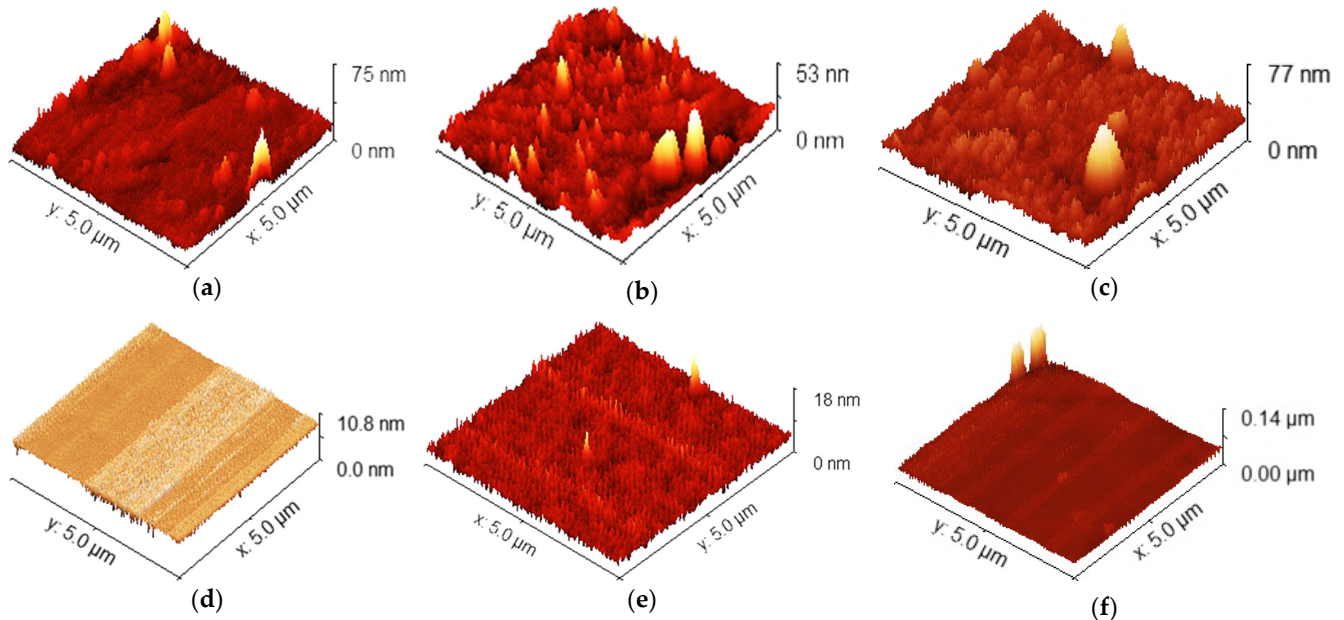 75 nm
0 nm
y: 5.0 µm
x: 5.0 µm
(a)
53 nm
0 nm
y: 5.0 µm
x: 5.0 µm
(b)
77 nm
0 nm
y: 5.0 µm
x: 5.0 µm
(c)
10.8 nm
0.0 nm
y: 5.0 µm
x: 5.0 µm
(d)
18 nm
0 nm
x: 5.0 µm
y: 5.0 µm
(e)
0.14 µm
0.00 µm
y: 5.0 µm
x: 5.0 µm
(f)